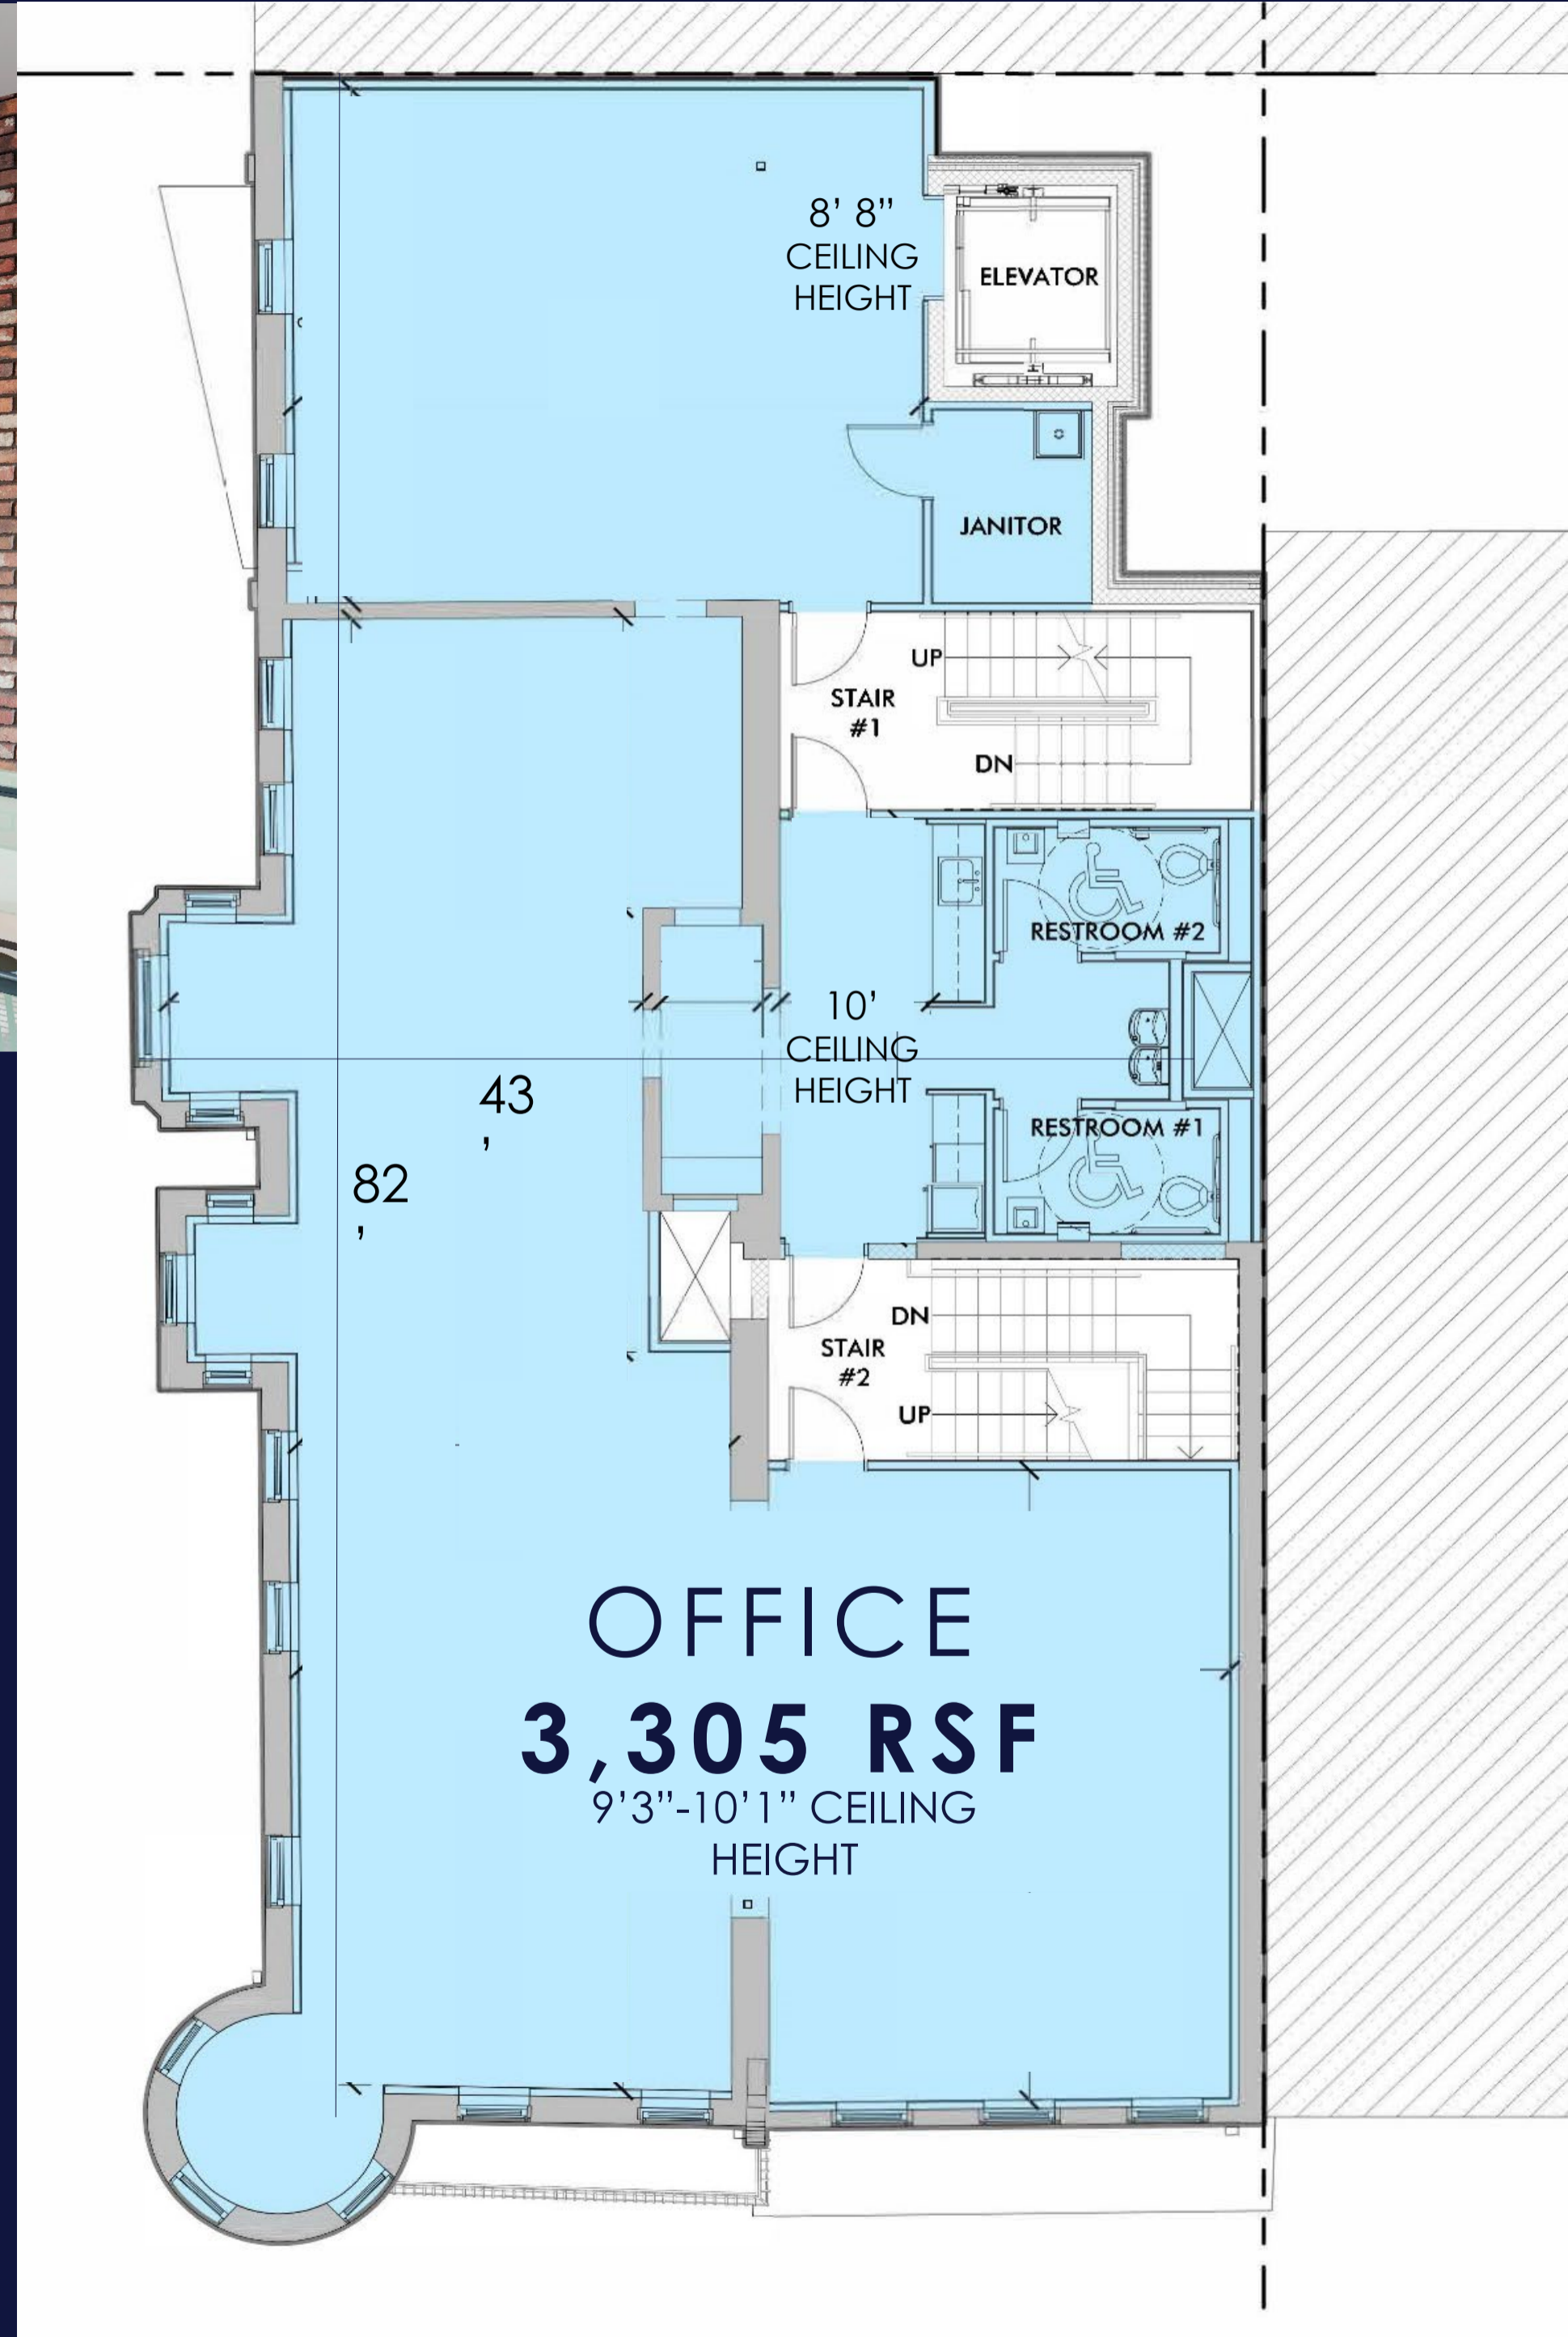 8’ 8”
CEILING
HEIGHT
ELEVATOR
JANITOR
UP
STAIR
#1
DN
RESTROOM #2
10’
CEILING
HEIGHT
43
’
RESTROOM #1
82
’
DN
STAIR
#2
UP
OFFICE
3,305 RSF
9’3”-10’1” CEILING
HEIGHT